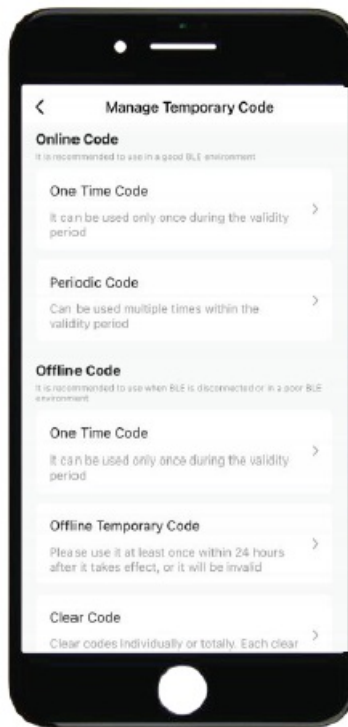 Manage Temporary Code
Online Code
It is recommended to use in a good BLE environment
One Time Code
It can be used only once during the validity
period
Periodic Code
Can be used multiple times within the
validity period
Offline Code
It is recommended to use when BLE is disconnected or in a poor BLE
environment
One Time Code
It can be used only once during the validity
period
Offline Temporary Code
Please use it at least once within 24 hours
after it takes effect, or it will be invalid
Clear Code
Clear codes individually or totally. Each clear